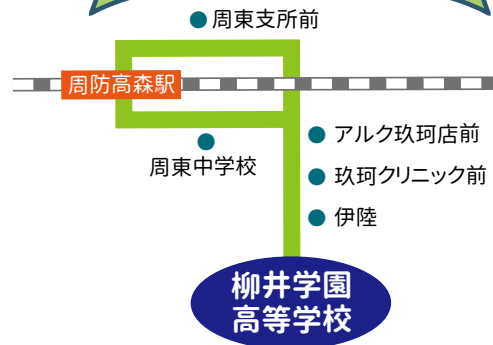 周東支所前
周防高森駅
アルク玖珂店前
周東中学校
玖珂クリニック前
伊陸
柳井学園
高等学校